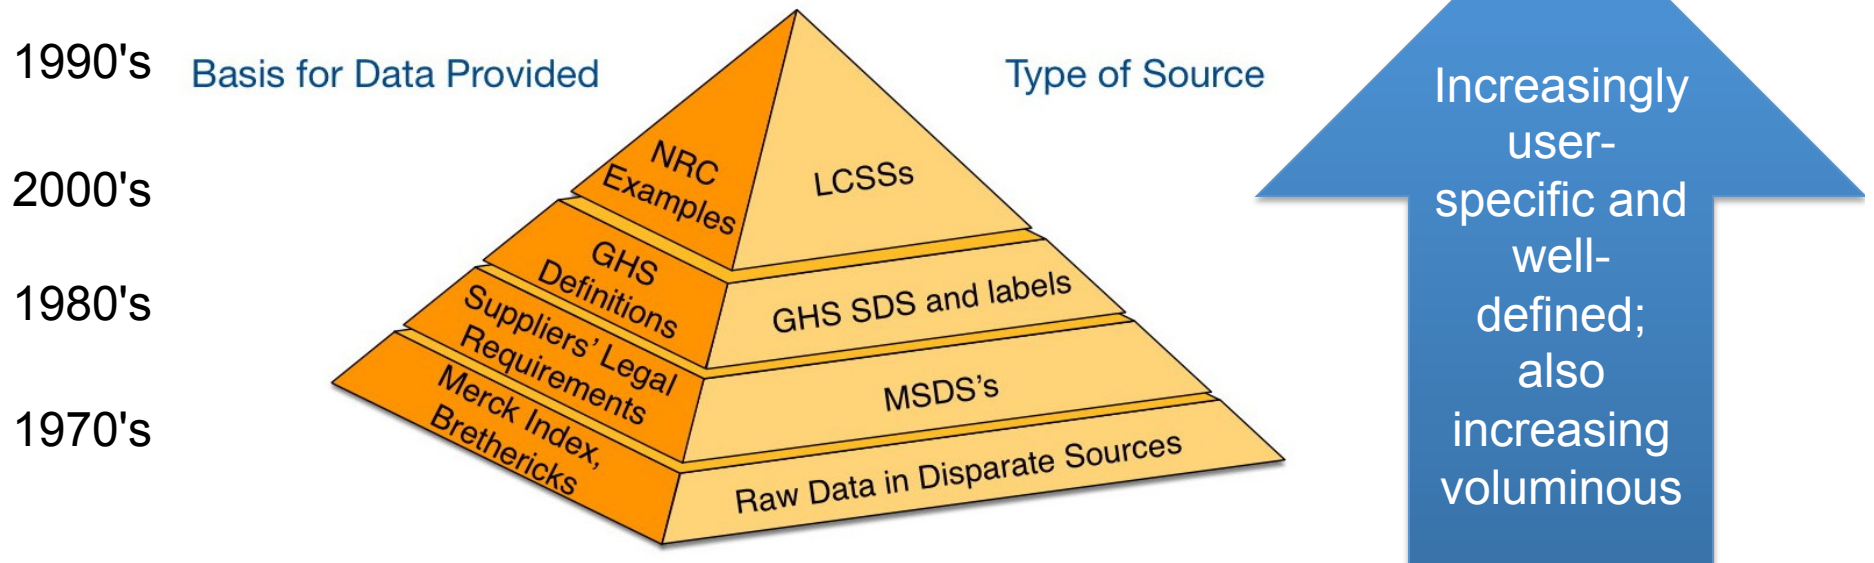 1990's
2000's
1980's
1970's
Basis for Data Provided
Type of Source
NRC
Examples
LCSSs
GHS
Definitions
GHS SDS and labels
Suppliers' Legal
Requirements
MSDS's
Merck Index,
Brethericks
Raw Data in Disparate Sources
Increasingly
user-
specific and
well-
defined;
also
increasing
voluminous